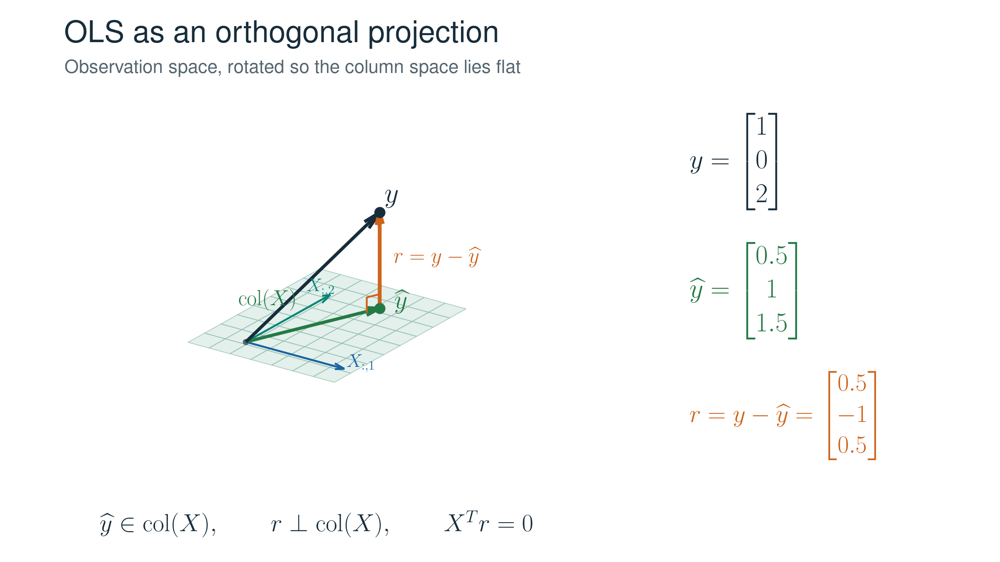 OLS as an orthogonal projection
Observation space, rotated so the column space lies flat
y
r = y − ŷ
X:,2
col(X)
ŷ
X:,1
y = [1
0
2]
ŷ = [0.5
1
1.5]
r = y − ŷ = [0.5
−1
0.5]
ŷ ∈ col(X), r ⊥ col(X), Xᵀr = 0